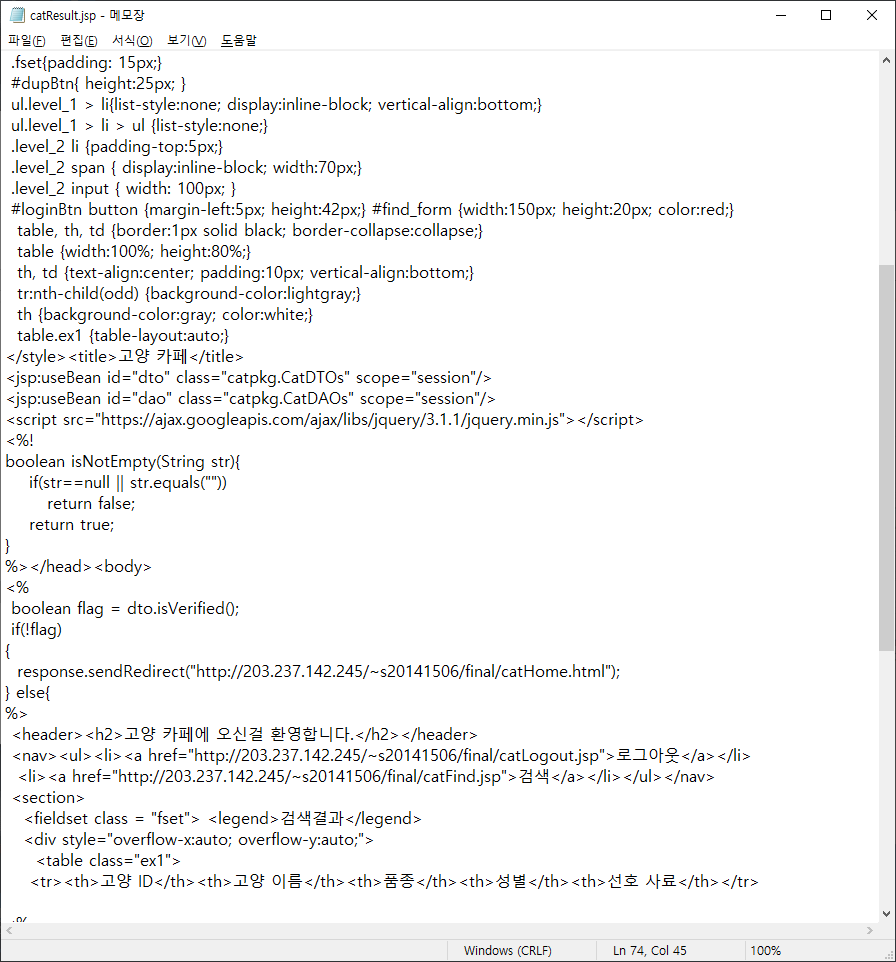 catResult.jsp - 메모장
파일(F) 편집(E) 서식(O) 보기(V) 도움말
.fset{padding: 15px;}
#dupBtn{ height:25px; }
ul.level_1 > li{list-style:none; display:inline-block; vertical-align:bottom;}
ul.level_1 > li > ul {list-style:none;}
.level_2 li {padding-top:5px;}
.level_2 span { display:inline-block; width:70px;}
.level_2 input { width: 100px; }
#loginBtn button {margin-left:5px; height:42px;} #find_form {width:150px; height:20px; color:red;}
table, th, td {border:1px solid black; border-collapse:collapse;}
table {width:100%; height:80%;}
th, td {text-align:center; padding:10px; vertical-align:bottom;}
tr:nth-child(odd) {background-color:lightgray;}
th {background-color:gray; color:white;}
table.ex1 {table-layout:auto;}
</style><title>고양 카페</title>
<jsp:useBean id="dto" class="catpkg.CatDTOs" scope="session"/>
<jsp:useBean id="dao" class="catpkg.CatDAOs" scope="session"/>
<script src="https://ajax.googleapis.com/ajax/libs/jquery/3.1.1/jquery.min.js"></script>
<%!
boolean isNotEmpty(String str){
if(str==null || str.equals(""))
return false;
return true;
}
%></head><body>
<%
boolean flag = dto.isVerified();
if(!flag)
{
response.sendRedirect("http://203.237.142.245/~s20141506/final/catHome.html");
} else{
%>
<header><h2>고양 카페에 오신걸 환영합니다.</h2></header>
<nav><ul><li><a href="http://203.237.142.245/~s20141506/final/catLogout.jsp">로그아웃</a></li>
<li><a href="http://203.237.142.245/~s20141506/final/catFind.jsp">검색</a></li></ul></nav>
<section>
<fieldset class = "fset"> <legend>검색결과</legend>
<div style="overflow-x:auto; overflow-y:auto;">
<table class="ex1">
<tr><th>고양 ID</th><th>고양 이름</th><th>품종</th><th>성별</th><th>선호 사료</th></tr>
<%
Windows (CRLF) Ln 74, Col 45 100%